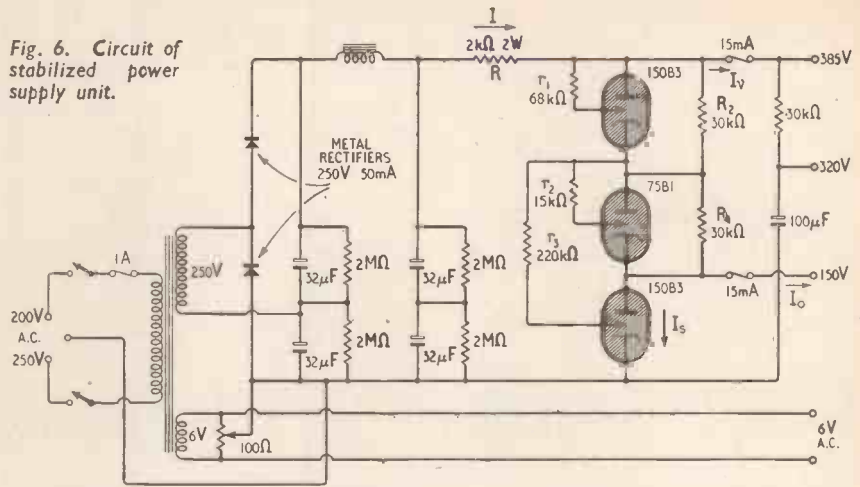 Fig. 6. Circuit of
stabilized power
supply unit.
I
2kΩ 2W
R
r1
68kΩ
150B3
15mA
Iv
385V
R2
30kΩ
30kΩ
METAL
RECTIFIERS
250V 50mA
320V
r2
15kΩ
75B1
r3
220kΩ
R4
30kΩ
100μF
1A
250V
32μF
2MΩ
32μF
2MΩ
150B3
15mA
150V
Io
200V
A.C.
250V
32μF
2MΩ
32μF
2MΩ
Is
6V
100Ω
6V
A.C.